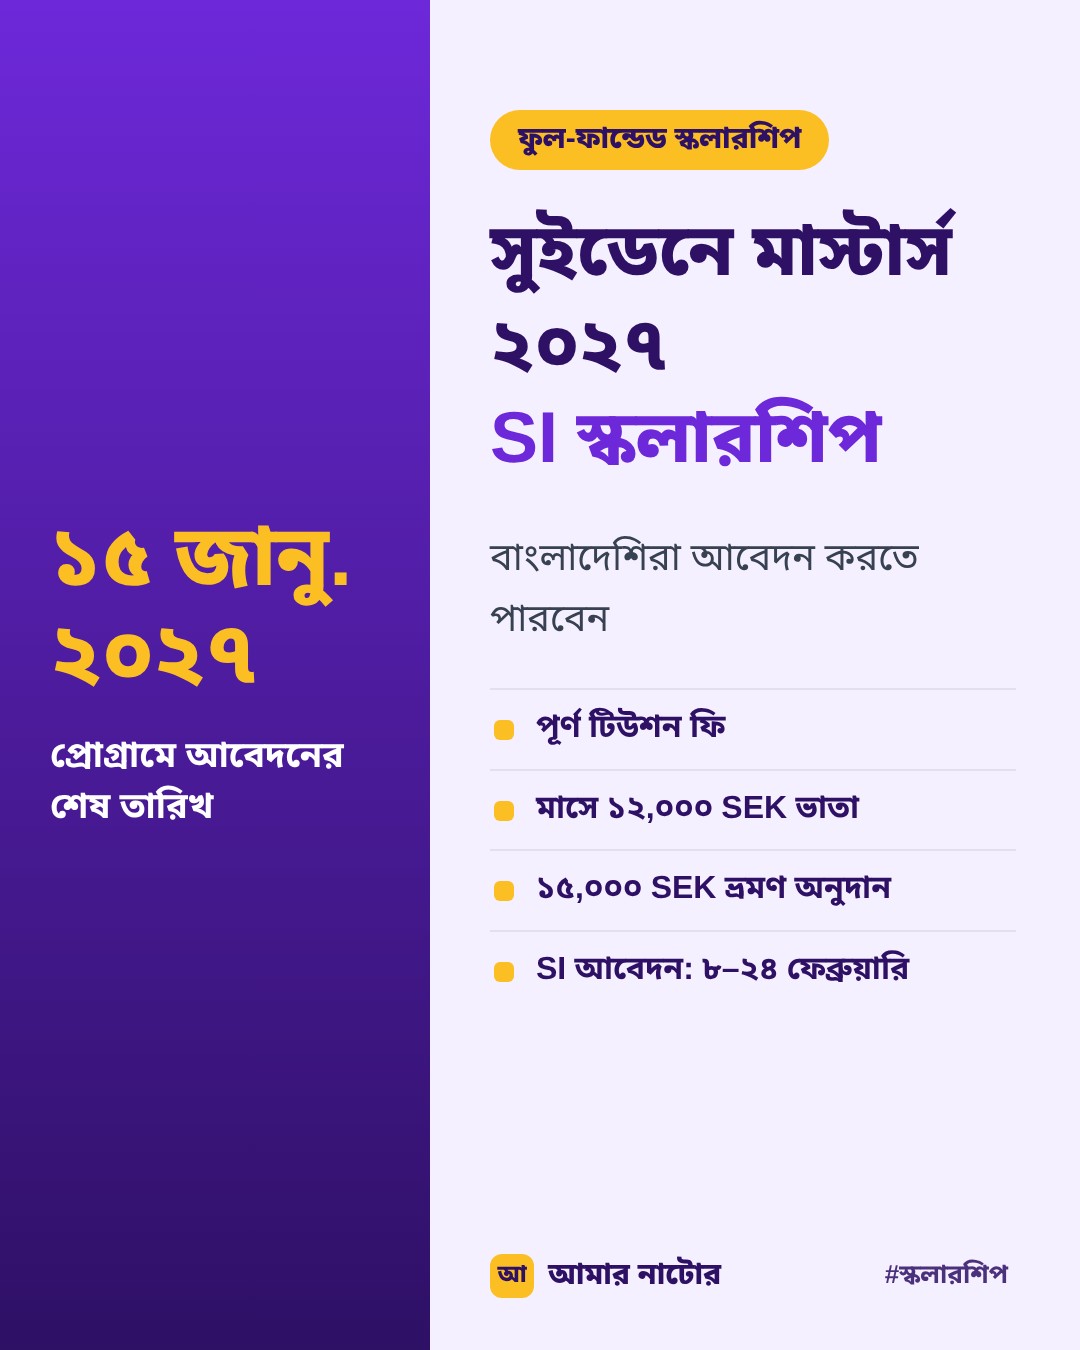 ১৫ জানু.
২০২৭
প্রোগ্রামে আবেদনের
শেষ তারিখ
ফুল-ফান্ডেড স্কলারশিপ
সুইডেনে মাস্টার্স
২০২৭
SI স্কলারশিপ
বাংলাদেশিরা আবেদন করতে
পারবেন
পূর্ণ টিউশন ফি
মাসে ১২,০০০ SEK ভাতা
১৫,০০০ SEK ভ্রমণ অনুদান
SI আবেদন: ৮–২৪ ফেব্রুয়ারি
আ আমার নাটোর
#স্কলারশিপ